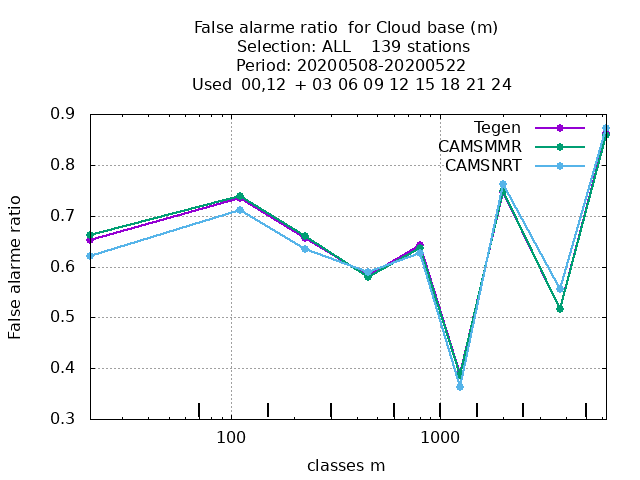 False alarme ratio  for Cloud base (m)
Selection: ALL    139 stations
Period: 20200508-20200522
Used  00,12  + 03 06 09 12 15 18 21 24
Tegen
CAMSMMR
CAMSNRT
False alarme ratio
0.9
0.8
0.7
0.6
0.5
0.4
0.3
100
1000
classes m